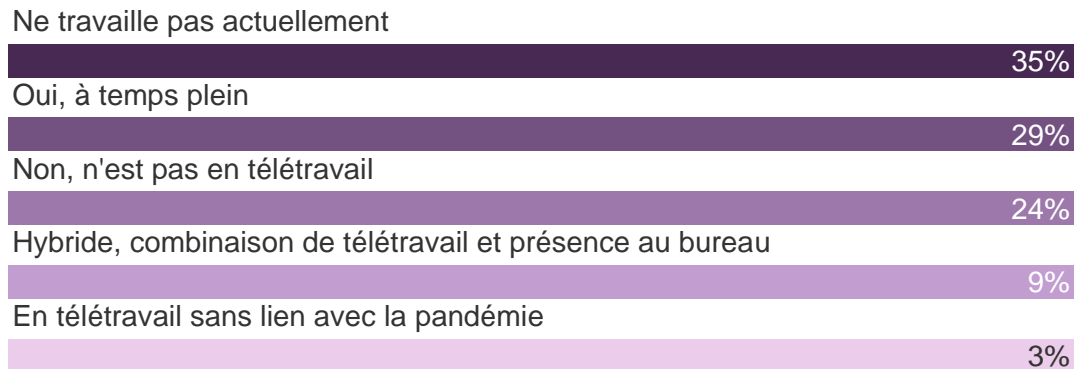 Ne travaille pas actuellement
35%
Oui, à temps plein
29%
Non, n'est pas en télétravail
24%
Hybride, combinaison de télétravail et présence au bureau
9%
En télétravail sans lien avec la pandémie
3%